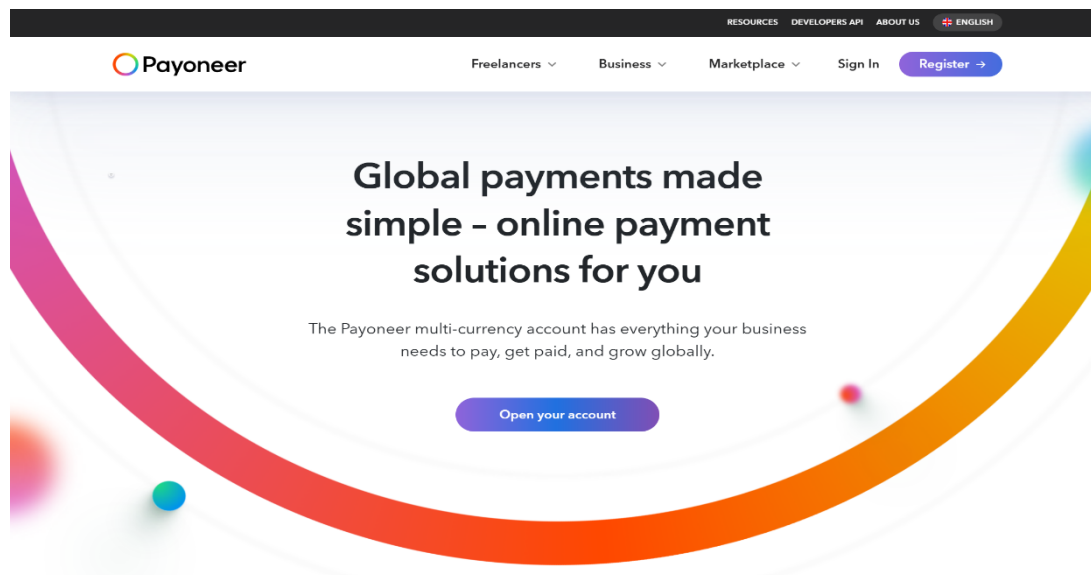 RESOURCES DEVELOPERS API ABOUT US ENGLISH
Payoneer Freelancers Business Marketplace Sign In Register →
Global payments made
simple – online payment
solutions for you
The Payoneer multi-currency account has everything your business
needs to pay, get paid, and grow globally.
Open your account